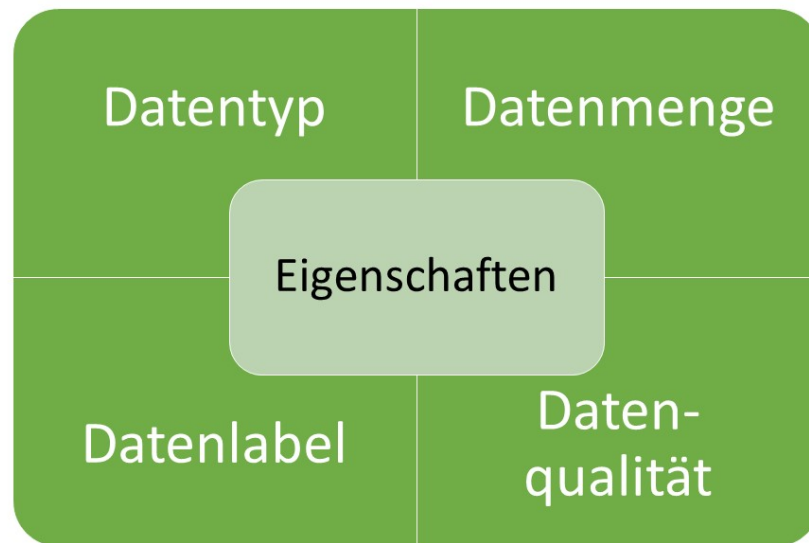 Datentyp
Datenmenge
Eigenschaften
Datenlabel
Daten-
qualität